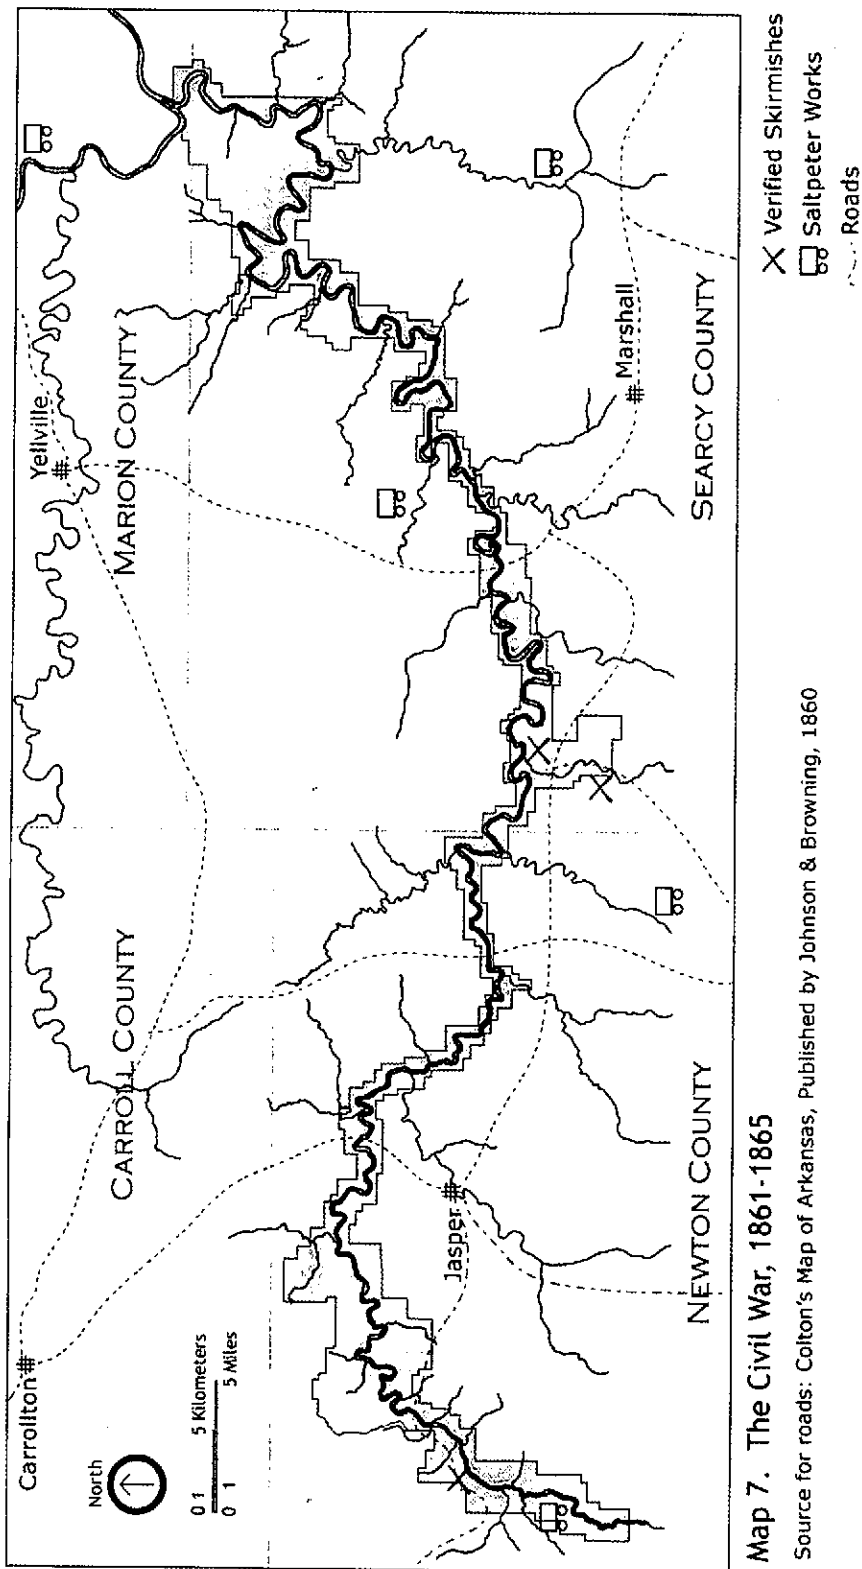 Carrollton
Yellville
CARROLL COUNTY
MARION COUNTY
North
0 1 5 Kilometers
0 1 5 Miles
Jasper
Marshall
NEWTON COUNTY
SEARCY COUNTY
Map 7. The Civil War, 1861-1865
Source for roads: Colton's Map of Arkansas, Published by Johnson & Browning, 1860
Verified Skirmishes
Saltpeter Works
Roads